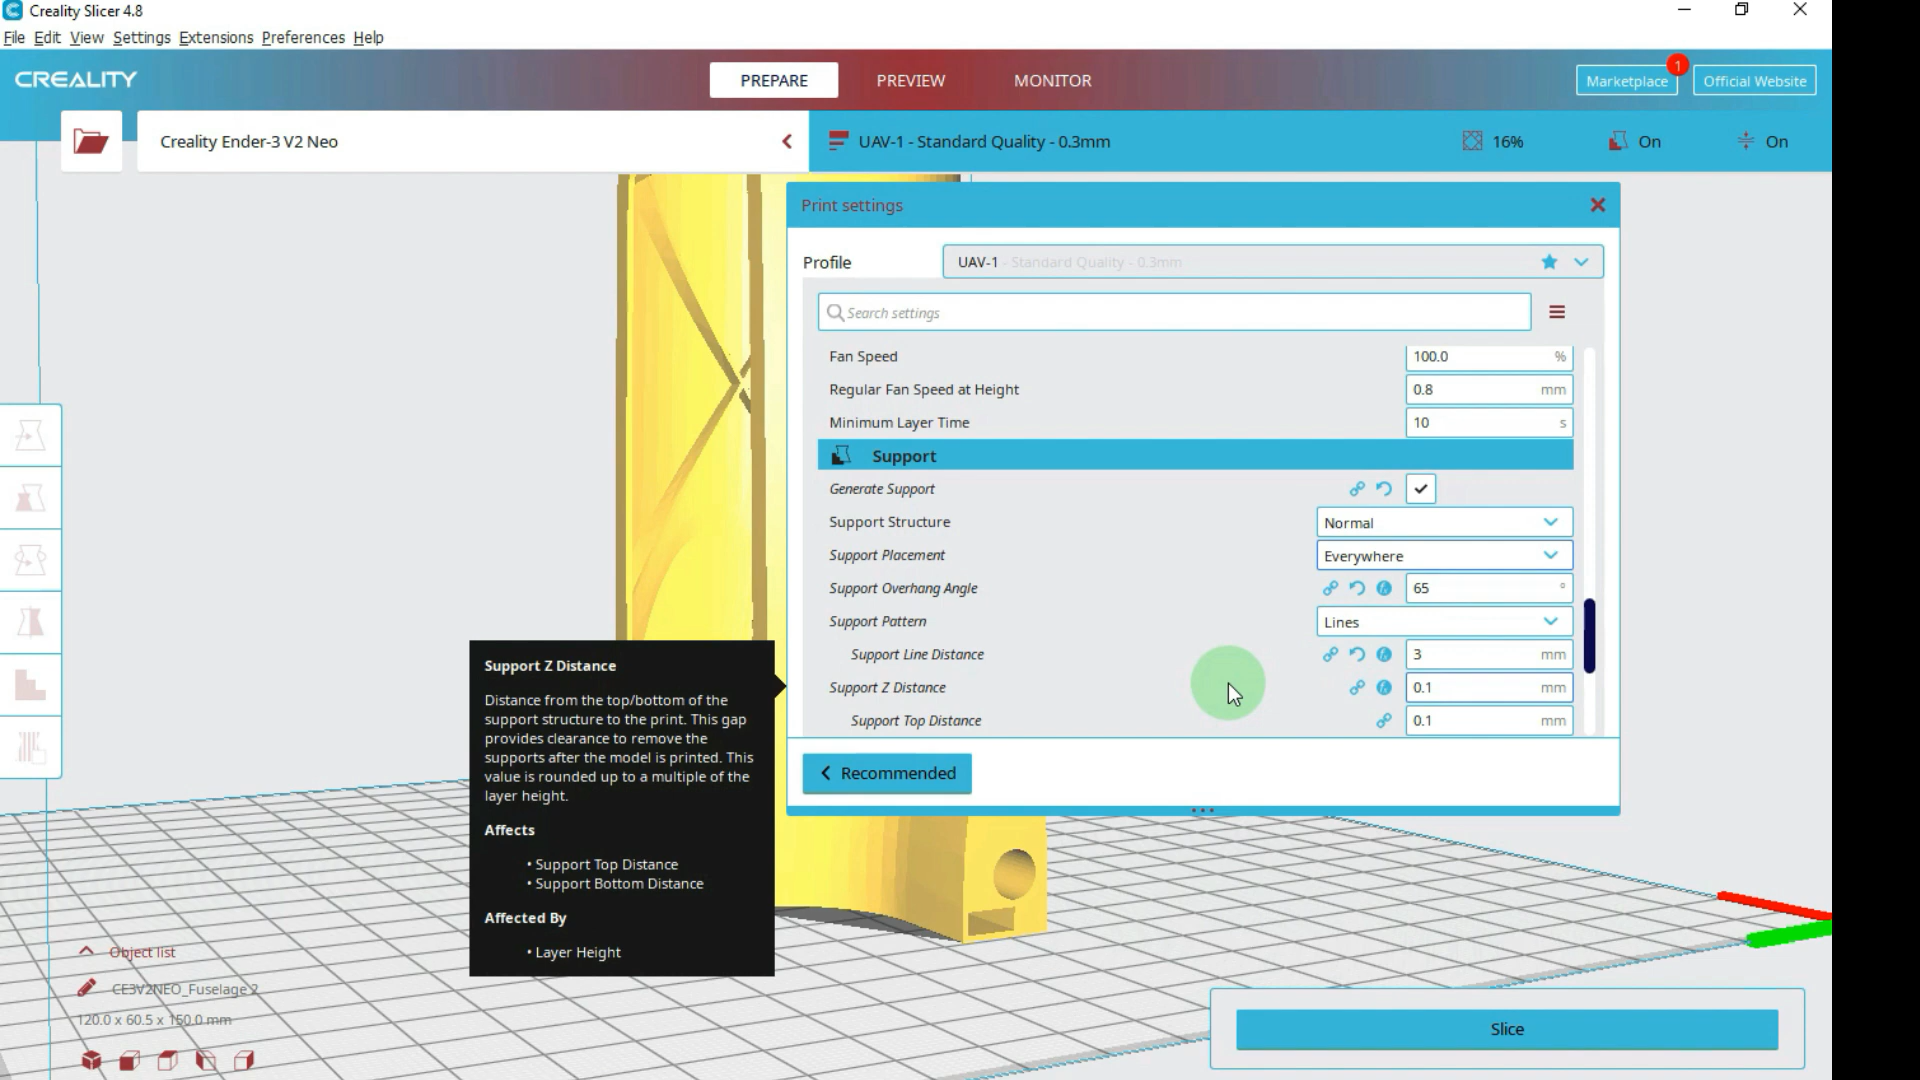 Creality Slicer 4.8
File Edit View Settings Extensions Preferences Help
CREALITY
PREPARE
PREVIEW
MONITOR
Marketplace
1
Official Website
Creality Ender-3 V2 Neo
UAV-1 - Standard Quality - 0.3mm
16%
On
On
Print settings
Profile
UAV-1 - Standard Quality - 0.3mm
Search settings
Fan Speed 100.0 %
Regular Fan Speed at Height 0.8 mm
Minimum Layer Time 10 s
Support
Generate Support
Support Structure Normal
Support Placement Everywhere
Support Overhang Angle 65 °
Support Pattern Lines
Support Line Distance 3 mm
Support Z Distance 0.1 mm
Support Top Distance 0.1 mm
Recommended
Support Z Distance
Distance from the top/bottom of the
support structure to the print. This gap
provides clearance to remove the
supports after the model is printed. This
value is rounded up to a multiple of the
layer height.
Affects
• Support Top Distance
• Support Bottom Distance
Affected By
• Layer Height
Object list
CE3V2NEO_Fuselage 2
120.0 x 60.5 x 150.0 mm
Slice